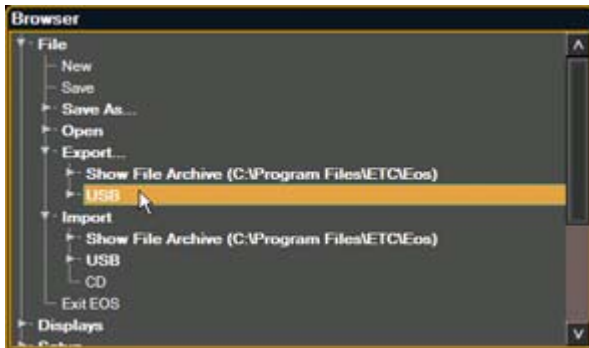 Browser
File
New
Save
Save As...
Open
Export...
Show File Archive (C:\Program Files\ETC\Eos)
USB
Import
Show File Archive (C:\Program Files\ETC\Eos)
USB
CD
Exit EOS
Displays